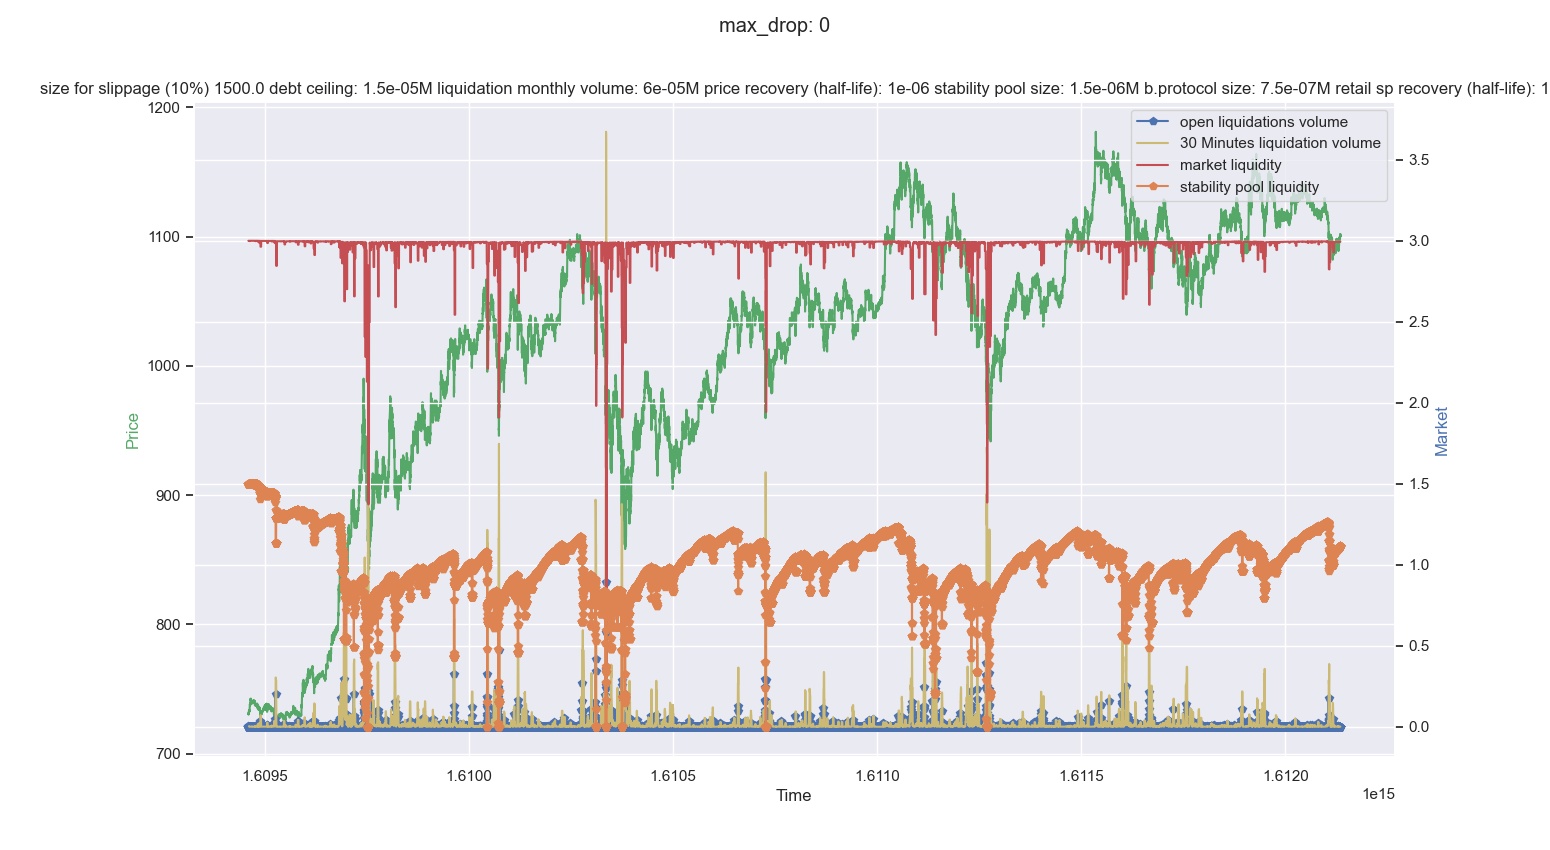 max_drop: 0
size for slippage (10%) 1500.0 debt ceiling: 1.5e-05M liquidation monthly volume: 6e-05M price recovery (half-life): 1e-06 stability pool size: 1.5e-06M b.protocol size: 7.5e-07M retail sp recovery (half-life): 1
open liquidations volume
30 Minutes liquidation volume
market liquidity
stability pool liquidity
1200
1100
1000
900
800
700
Price
3.5
3.0
2.5
2.0
1.5
1.0
0.5
0.0
Market
1.6095 1.6100 1.6105 1.6110 1.6115 1.6120
Time
1e15